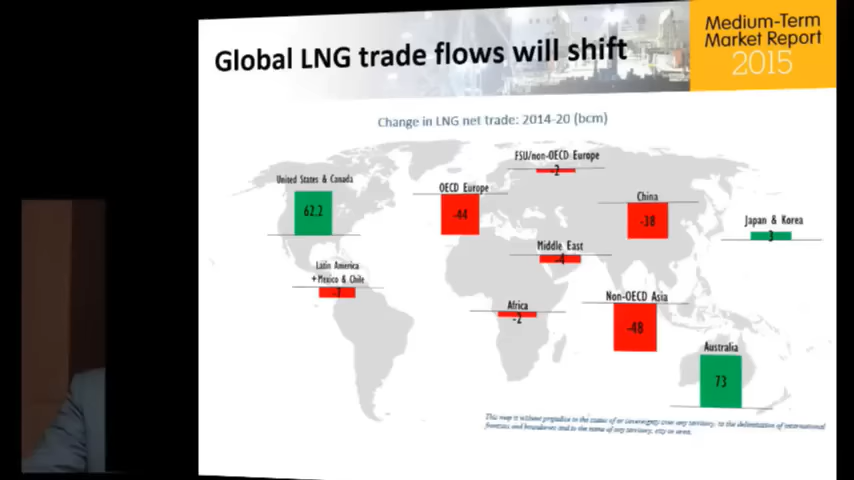 Global LNG trade flows will shift
Medium-Term
Market Report
2015
Change in LNG net trade: 2014-20 (bcm)
FSU/non-OECD Europe
-2
United States & Canada
62.2
OECD Europe
-44
China
-38
Japan & Korea
3
Middle East
-4
Latin America
+Mexico & Chile
Africa
-2
Non-OECD Asia
-48
Australia
73
This map is without prejudice to the status of or sovereignty over any territory, to the delimitation of international
frontiers and boundaries and to the name of any territory, city or area.